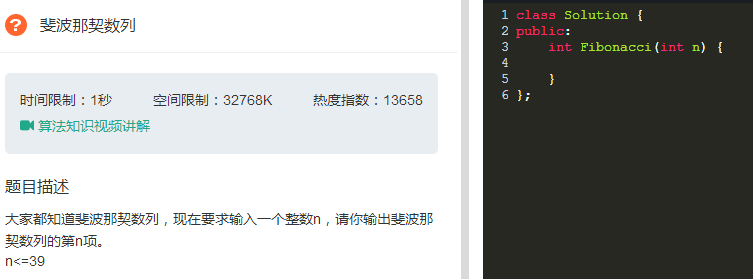 斐波那契数列
时间限制：1秒 空间限制：32768K 热度指数：13658
算法知识视频讲解
题目描述
大家都知道斐波那契数列，现在要求输入一个整数n，请你输出斐波那
契数列的第n项。
n<=39
1 class Solution {
2 public:
3     int Fibonacci(int n) {
4
5     }
6 };